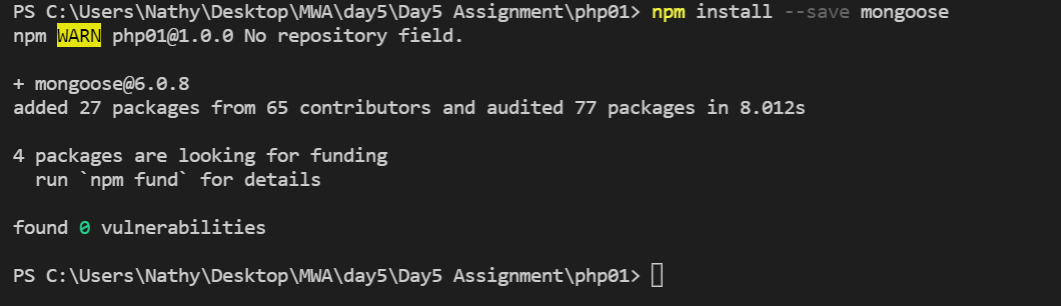 PS C:\Users\Nathy\Desktop\MWA\day5\Day5 Assignment\php01> npm install --save mongoose
npm WARN php01@1.0.0 No repository field.
+ mongoose@6.0.8
added 27 packages from 65 contributors and audited 77 packages in 8.012s
4 packages are looking for funding
  run `npm fund` for details
found 0 vulnerabilities
PS C:\Users\Nathy\Desktop\MWA\day5\Day5 Assignment\php01>